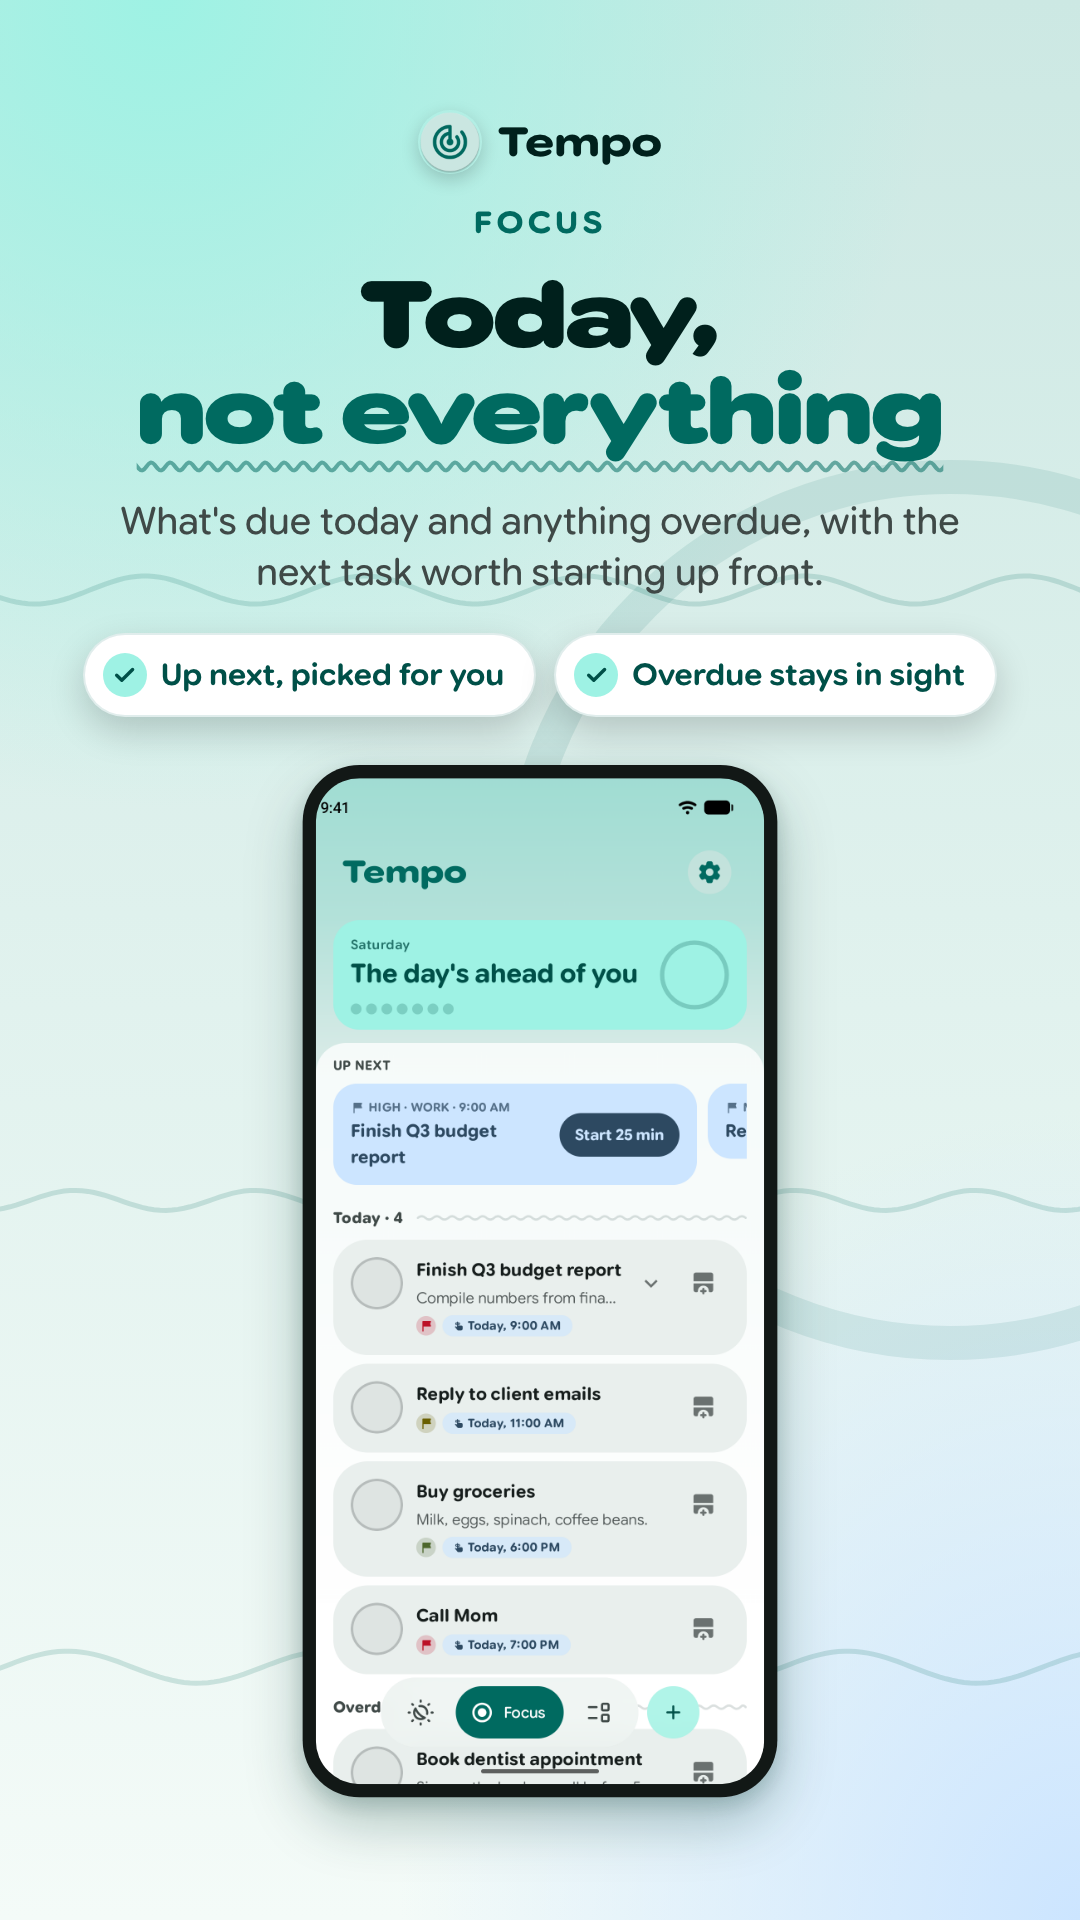 Tempo
FOCUS
Today,
not everything
What's due today and anything overdue, with the
next task worth starting up front.
Up next, picked for you
Overdue stays in sight
9:41
Tempo
Saturday
The day's ahead of you
UP NEXT
HIGH · WORK · 9:00 AM
Finish Q3 budget
report
Start 25 min
Re
Today · 4
Finish Q3 budget report
Compile numbers from fina...
Today, 9:00 AM
Reply to client emails
Today, 11:00 AM
Buy groceries
Milk, eggs, spinach, coffee beans.
Today, 6:00 PM
Call Mom
Today, 7:00 PM
Overd
Focus
Book dentist appointment